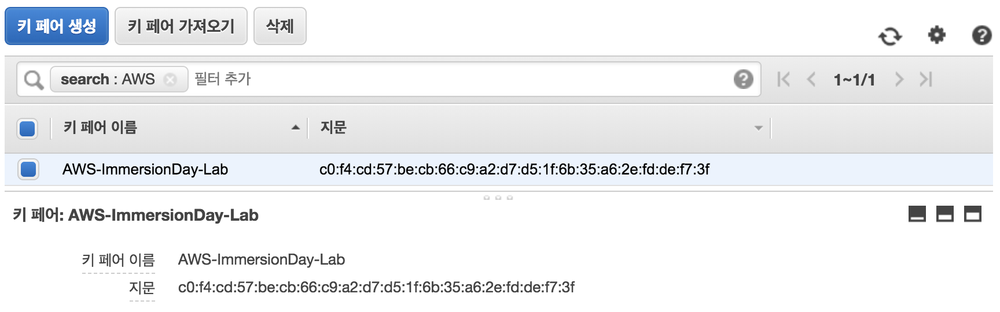 키 페어 생성 키 페어 가져오기 삭제
search : AWS 필터 추가 1~1/1
키 페어 이름 지문
AWS-ImmersionDay-Lab c0:f4:cd:57:be:cb:66:c9:a2:d7:d5:1f:6b:35:a6:2e:fd:de:f7:3f
키 페어: AWS-ImmersionDay-Lab
키 페어 이름 AWS-ImmersionDay-Lab
지문 c0:f4:cd:57:be:cb:66:c9:a2:d7:d5:1f:6b:35:a6:2e:fd:de:f7:3f